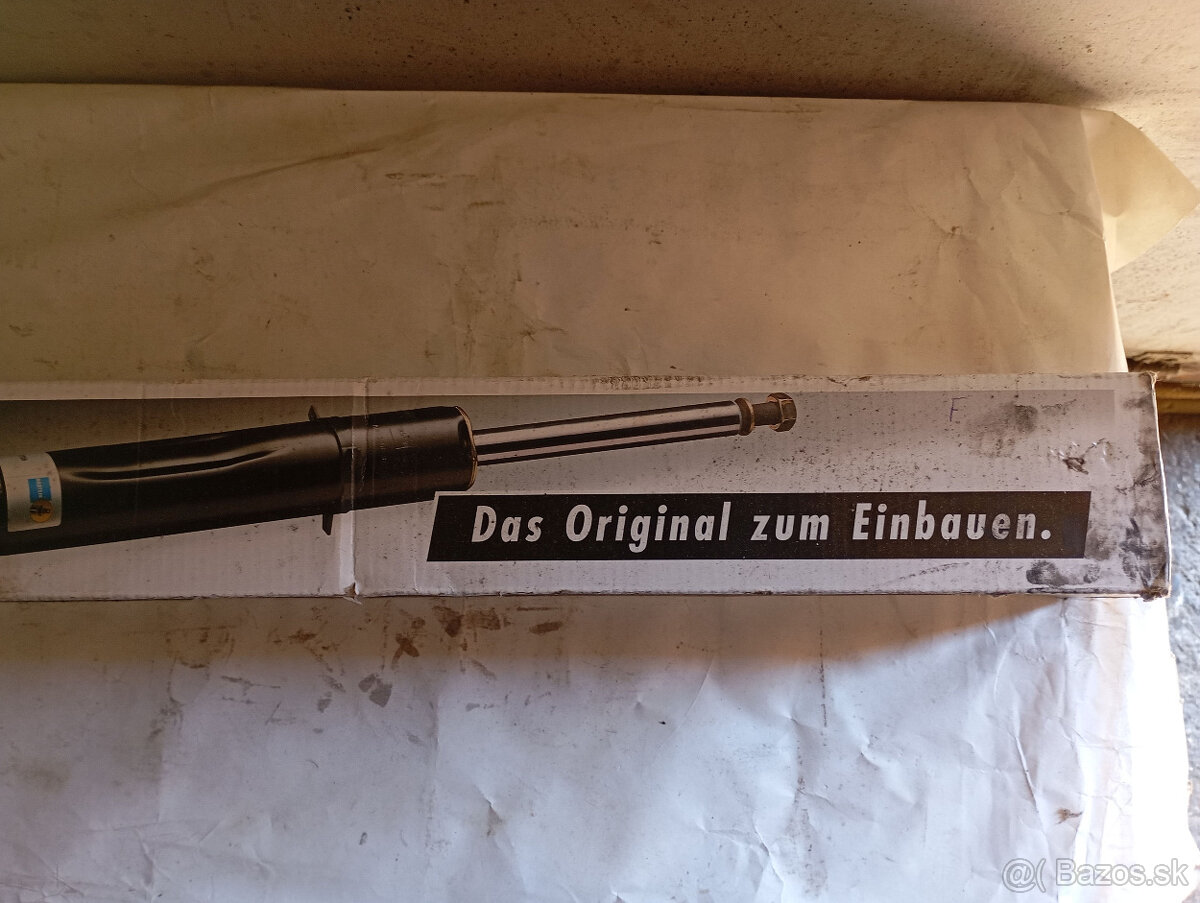 F
Das Original zum Einbauen.
@( Bazos.sk